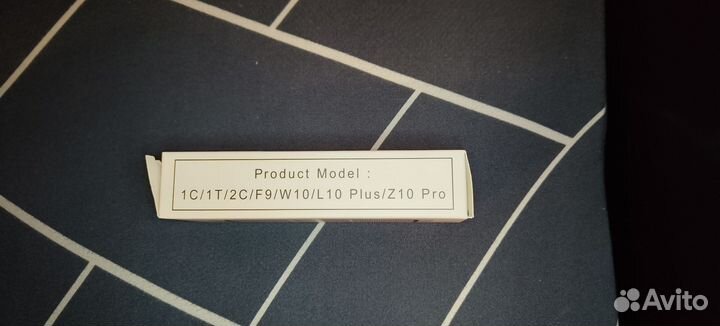 Product Model :
1C/1T/2C/F9/W10/L10 Plus/Z10 Pro
Avito